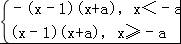 -(x-1)(x+a), x<-a
(x-1)(x+a), x≥-a